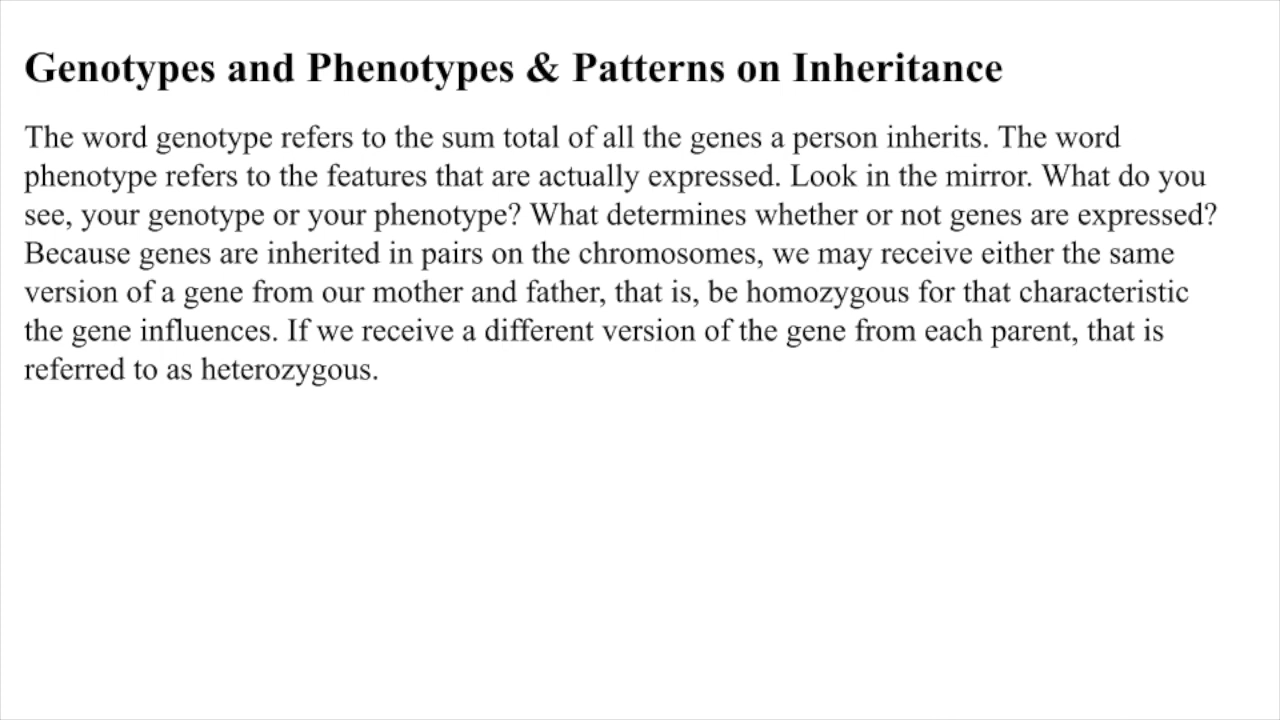 Genotypes and Phenotypes & Patterns on Inheritance
The word genotype refers to the sum total of all the genes a person inherits. The word
phenotype refers to the features that are actually expressed. Look in the mirror. What do you
see, your genotype or your phenotype? What determines whether or not genes are expressed?
Because genes are inherited in pairs on the chromosomes, we may receive either the same
version of a gene from our mother and father, that is, be homozygous for that characteristic
the gene influences. If we receive a different version of the gene from each parent, that is
referred to as heterozygous.